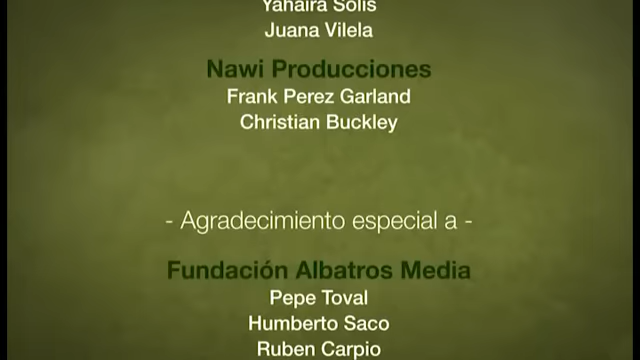 Yahaira Solis
Juana Vilela
Nawi Producciones
Frank Perez Garland
Christian Buckley
- Agradecimiento especial a -
Fundación Albatros Media
Pepe Toval
Humberto Saco
Ruben Carpio